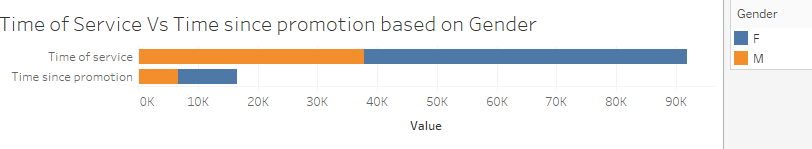 Time of Service Vs Time since promotion based on Gender
Gender
F
M
Time of service
Time since promotion
0K 10K 20K 30K 40K 50K 60K 70K 80K 90K
Value